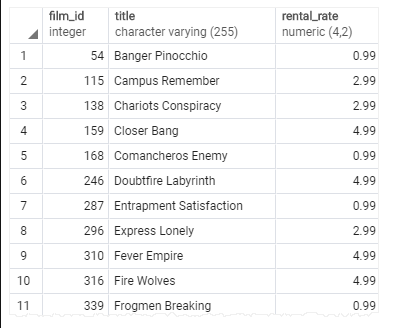 film_id title rental_rate
integer character varying (255) numeric (4,2)
1 54 Banger Pinocchio 0.99
2 115 Campus Remember 2.99
3 138 Chariots Conspiracy 2.99
4 159 Closer Bang 4.99
5 168 Comancheros Enemy 0.99
6 246 Doubtfire Labyrinth 4.99
7 287 Entrapment Satisfaction 0.99
8 296 Express Lonely 2.99
9 310 Fever Empire 4.99
10 316 Fire Wolves 4.99
11 339 Frogmen Breaking 0.99